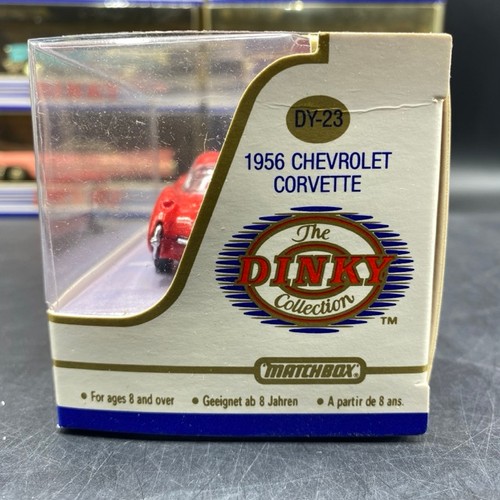 DY-23
1956 CHEVROLET
CORVETTE
The
DINKY
Collection
TM
MATCHBOX
• For ages 8 and over • Geeignet ab 8 Jahren • A partir de 8 ans.